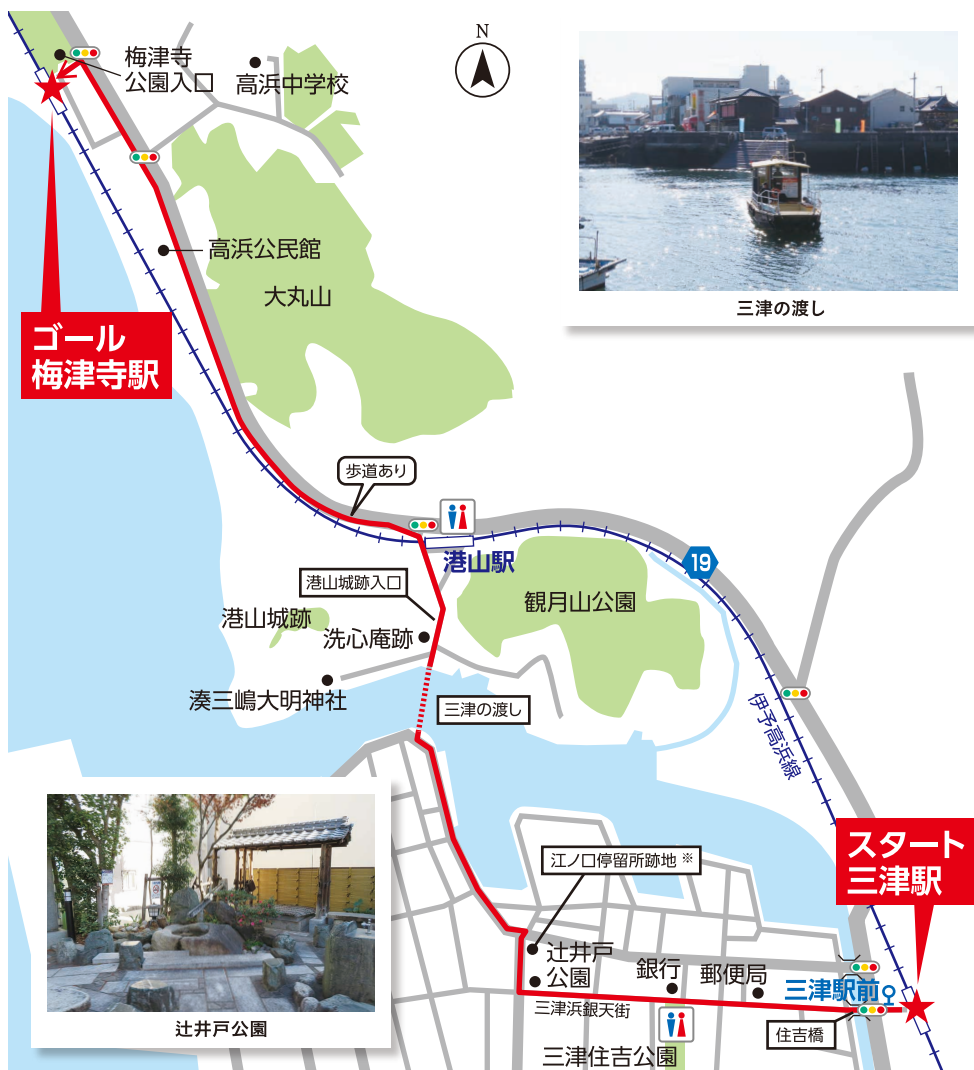 梅津寺
公園入口
高浜中学校
N
三津の渡し
高浜公民館
大丸山
ゴール
梅津寺駅
歩道あり
港山駅
19
港山城跡入口
観月山公園
港山城跡
洗心庵跡
湊三嶋大明神社
三津の渡し
伊予高浜線
スタート
三津駅
江ノ口停留所跡地※
辻井戸
公園
銀行
郵便局
三津駅前
三津浜銀天街
住吉橋
三津住吉公園
辻井戸公園